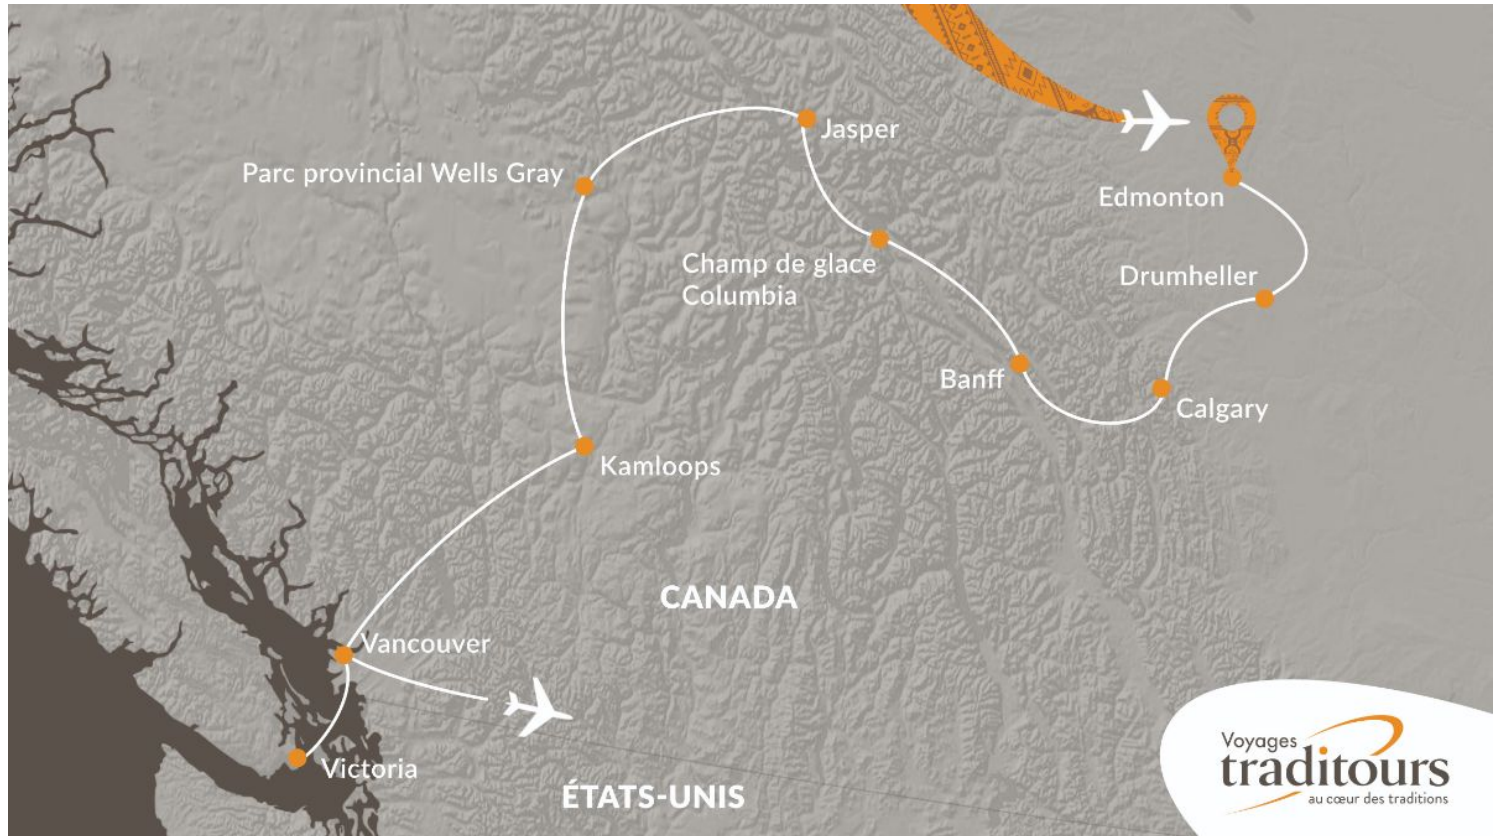 Jasper
Parc provincial Wells Gray
Edmonton
Champ de glace
Columbia
Drumheller
Banff
Calgary
Kamloops
CANADA
Vancouver
Victoria
ÉTATS-UNIS
Voyages
traditours
au cœur des traditions